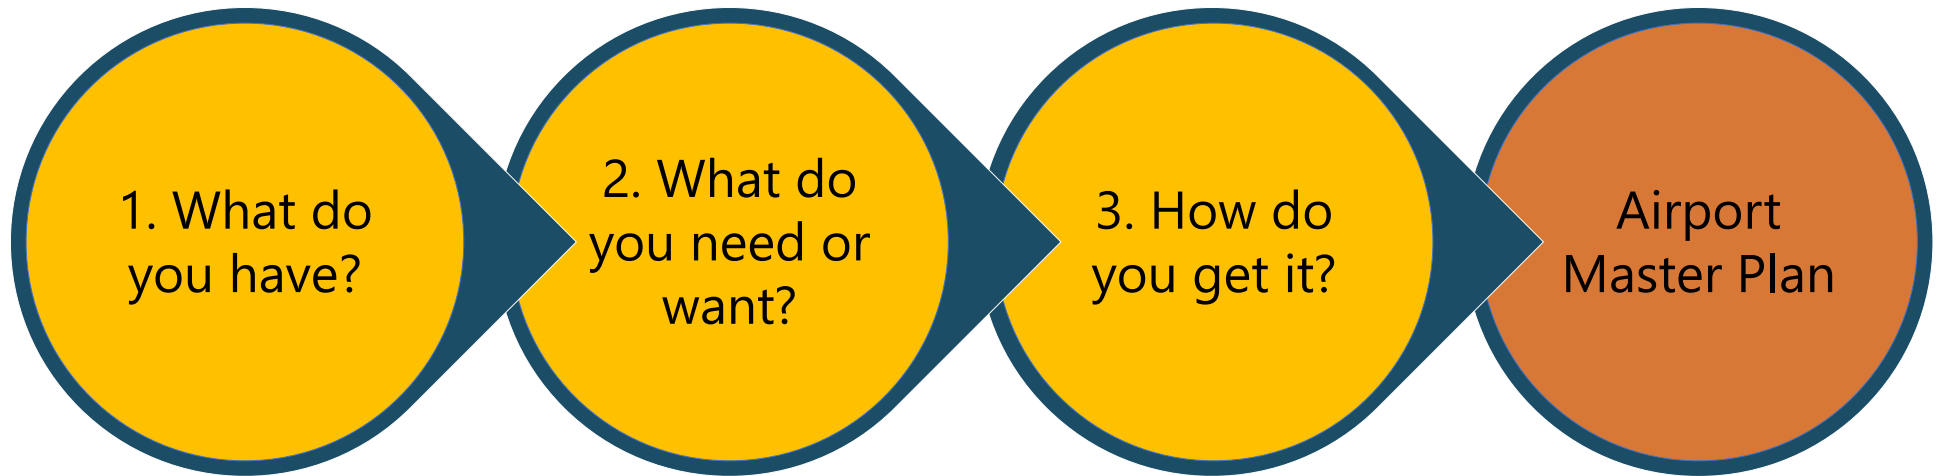 1. What do
you have?
2. What do
you need or
want?
3. How do
you get it?
Airport
Master Plan